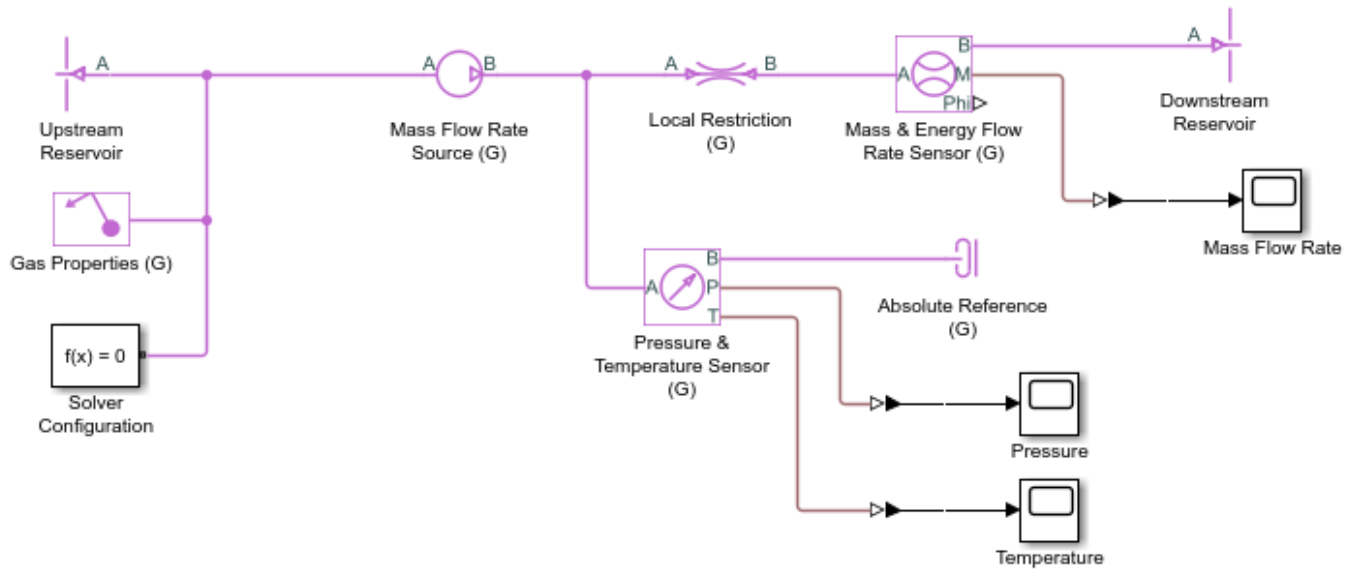 A
Upstream
Reservoir
A
B
Mass Flow Rate
Source (G)
A
B
Local Restriction
(G)
A
B
M
Phi
Mass & Energy Flow
Rate Sensor (G)
A
Downstream
Reservoir
Mass Flow Rate
Gas Properties (G)
f(x) = 0
Solver
Configuration
A
B
P
T
Pressure &
Temperature Sensor
(G)
Absolute Reference
(G)
Pressure
Temperature